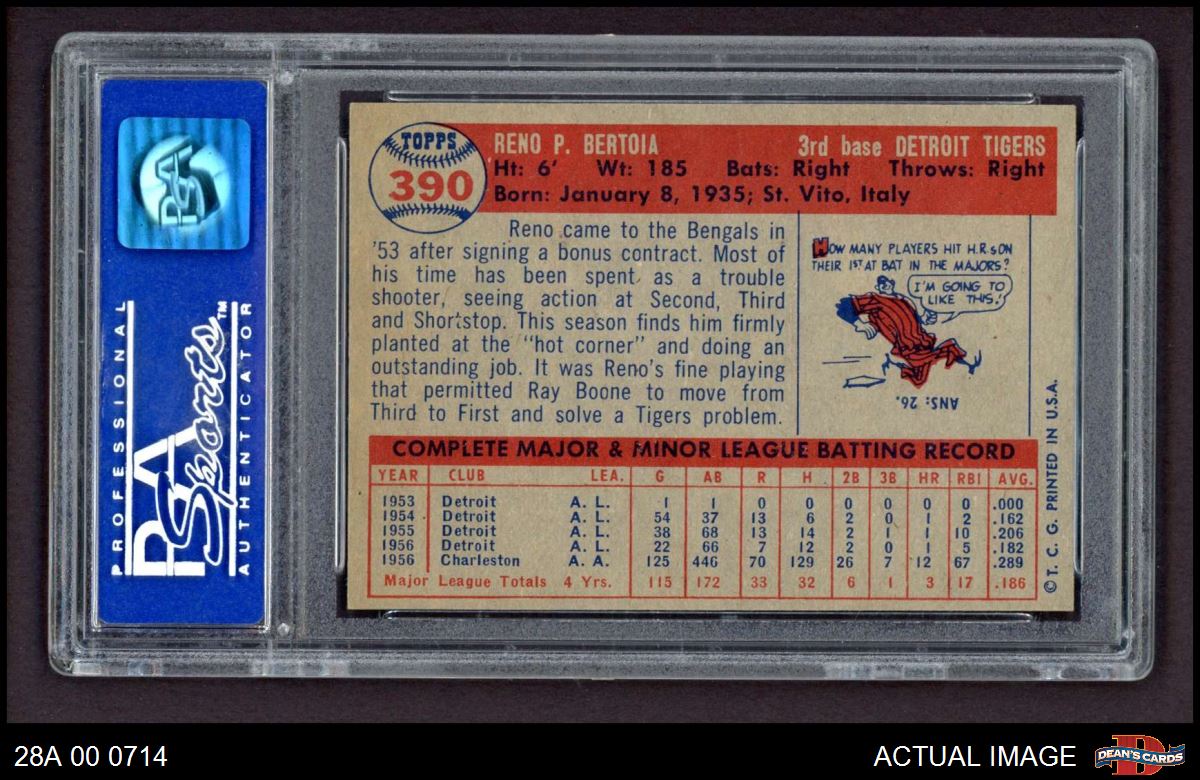 PSA
PROFESSIONAL
PSA
Sports™
AUTHENTICATOR
TOPPS
390
RENO P. BERTOIA 3rd base DETROIT TIGERS
Ht: 6' Wt: 185 Bats: Right Throws: Right
Born: January 8, 1935; St. Vito, Italy
Reno came to the Bengals in
'53 after signing a bonus contract. Most of
his time has been spent as a trouble
shooter, seeing action at Second, Third
and Shortstop. This season finds him firmly
planted at the "hot corner" and doing an
outstanding job. It was Reno's fine playing
that permitted Ray Boone to move from
Third to First and solve a Tigers problem.
HOW MANY PLAYERS HIT H.R.s ON
THEIR 1ST AT BAT IN THE MAJORS?
I'M GOING TO
LIKE THIS!
ANS: 26.
COMPLETE MAJOR & MINOR LEAGUE BATTING RECORD
YEAR CLUB LEA. G AB R H 2B 3B HR RBI AVG.
1953 Detroit A. L. 1 1 0 0 0 0 0 0 .000
1954 Detroit A. L. 54 37 13 6 2 0 1 2 .162
1955 Detroit A. L. 38 68 13 14 2 1 1 10 .206
1956 Detroit A. L. 22 66 7 12 2 0 1 5 .182
1956 Charleston A. A. 125 446 70 129 26 7 12 67 .289
Major League Totals 4 Yrs. 115 172 33 32 6 1 3 17 .186
© T. C. G. PRINTED IN U.S.A.
28A 00 0714
ACTUAL IMAGE
D
DEAN'S CARDS